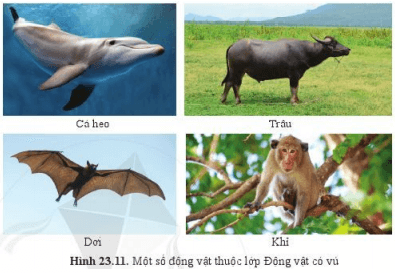 Cá heo
Trâu
Dơi
Khỉ
Hình 23.11. Một số động vật thuộc lớp Động vật có vú